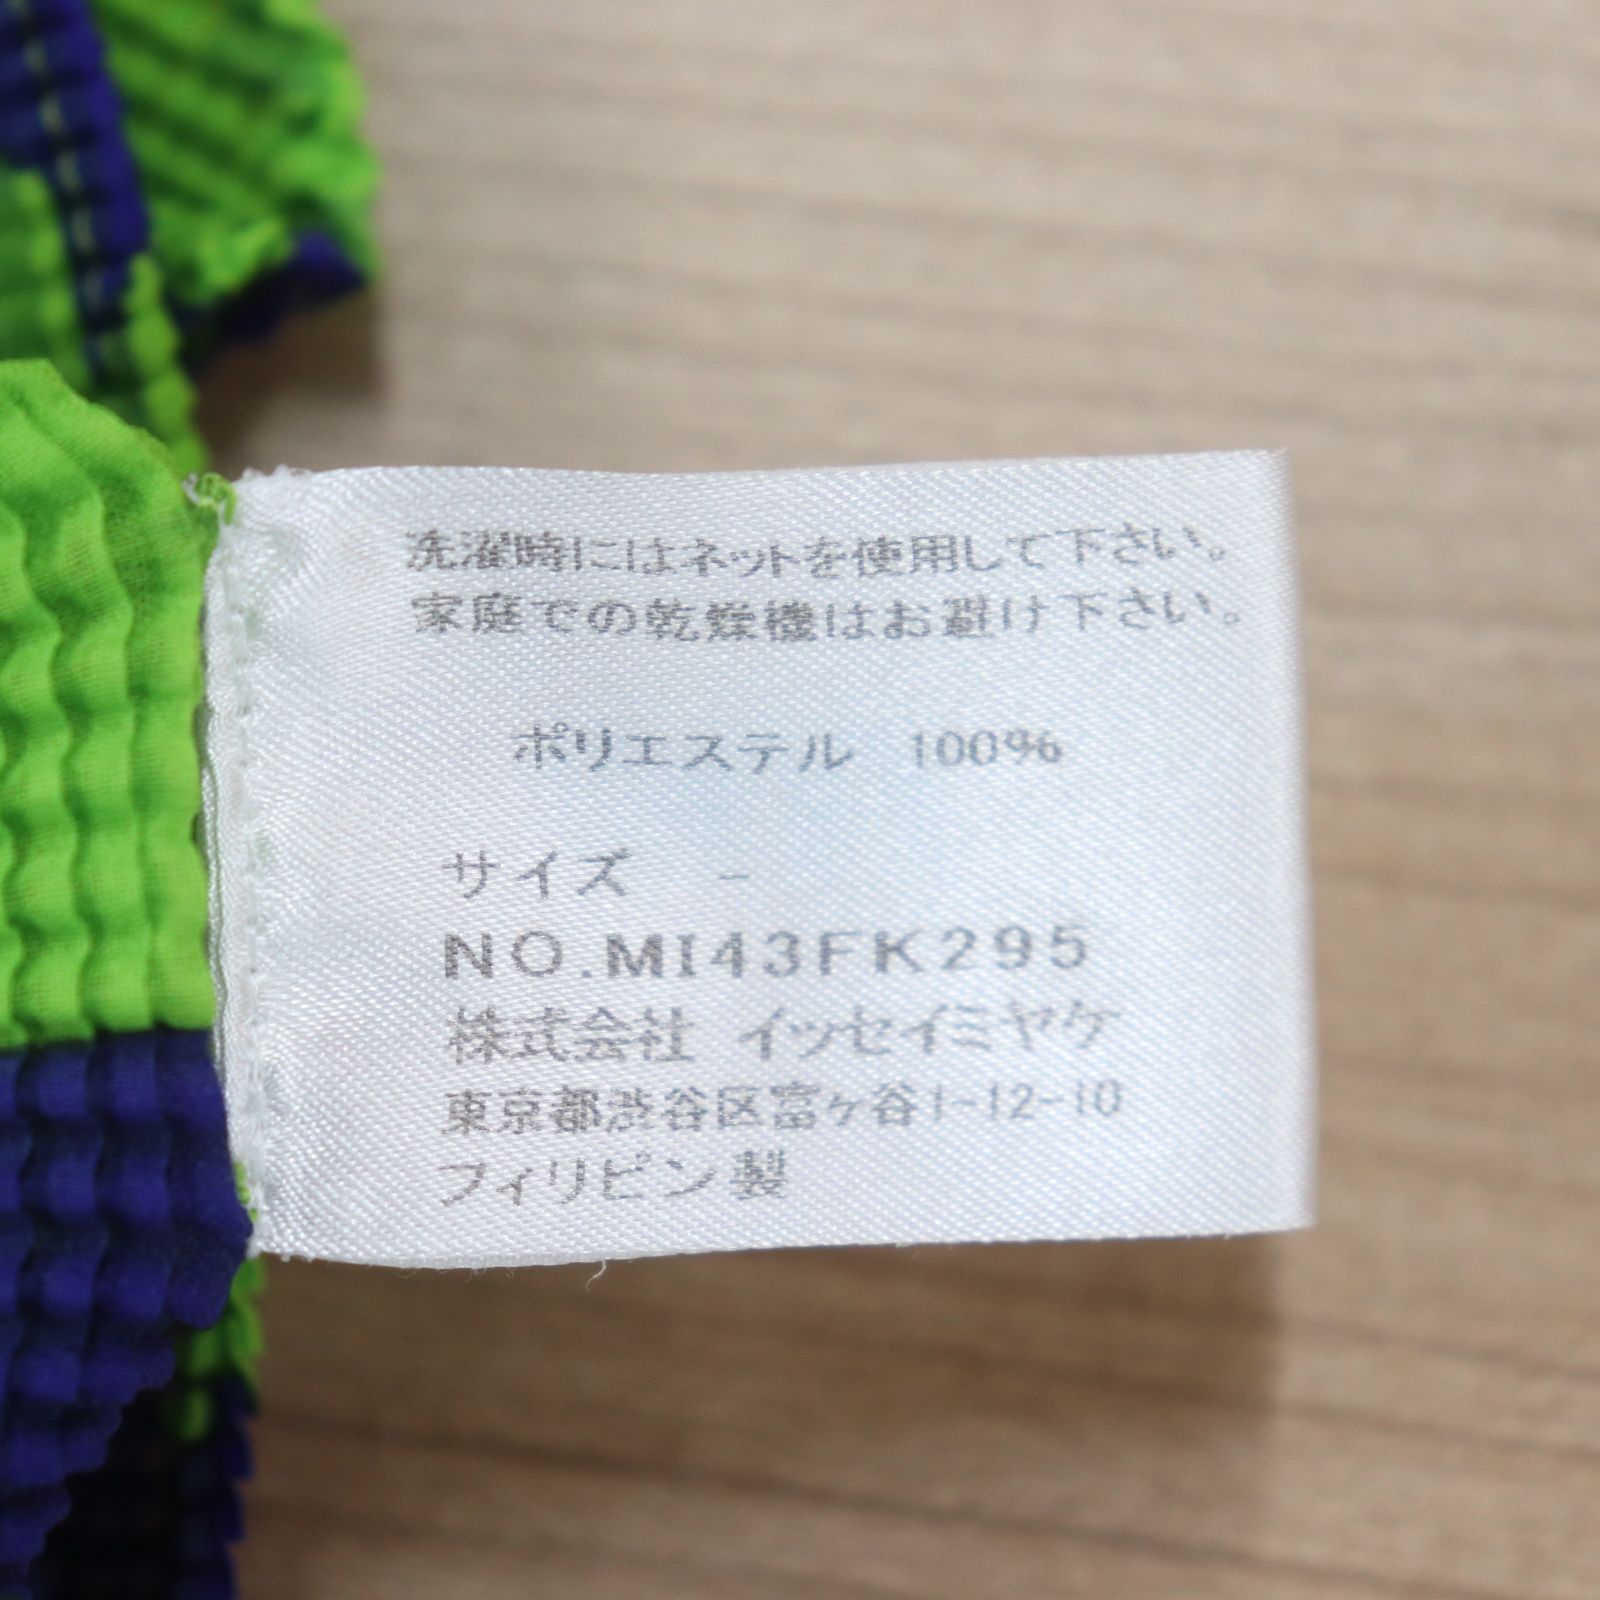 洗濯時にはネットを使用して下さい。
家庭での乾燥機はお避け下さい。
ポリエステル 100%
サイズ -
NO.MI43FK295
株式会社 イッセイミヤケ
東京都渋谷区富ヶ谷1-12-10
フィリピン製